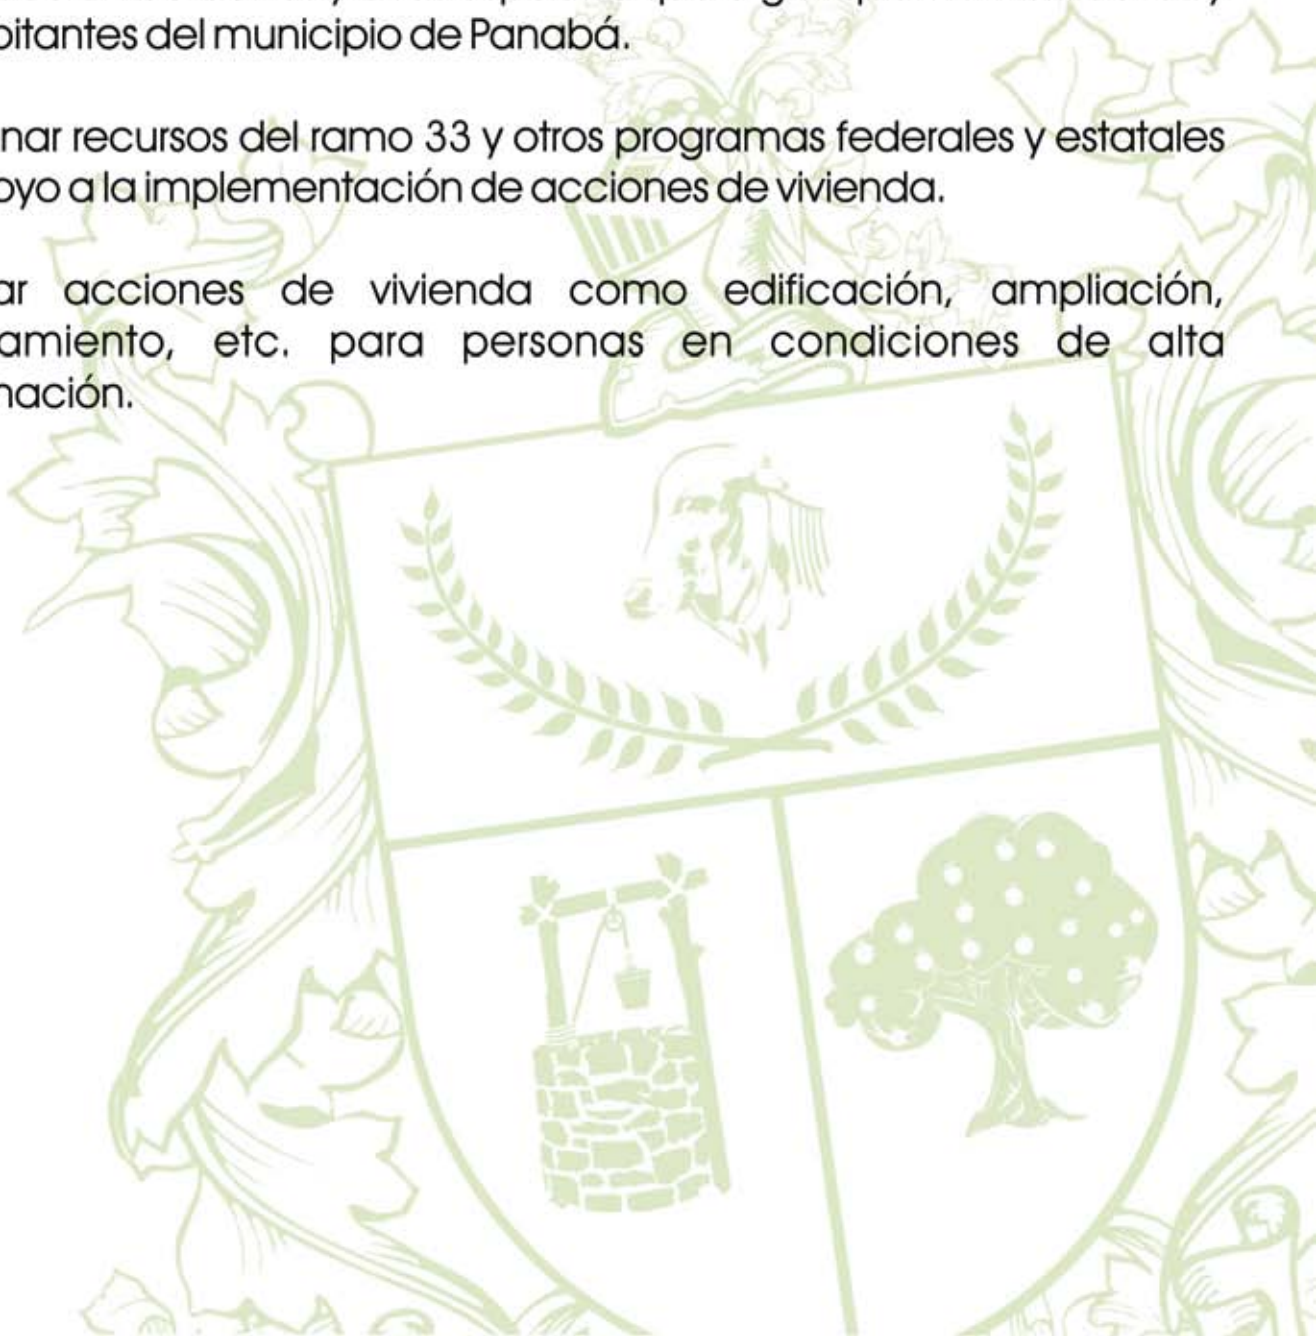 bitantes del municipio de Panabá.
nar recursos del ramo 33 y otros programas federales y estatales
oyo a la implementación de acciones de vivienda.
ar acciones de vivienda como edificación, ampliación,
amiento, etc. para personas en condiciones de alta
nación.